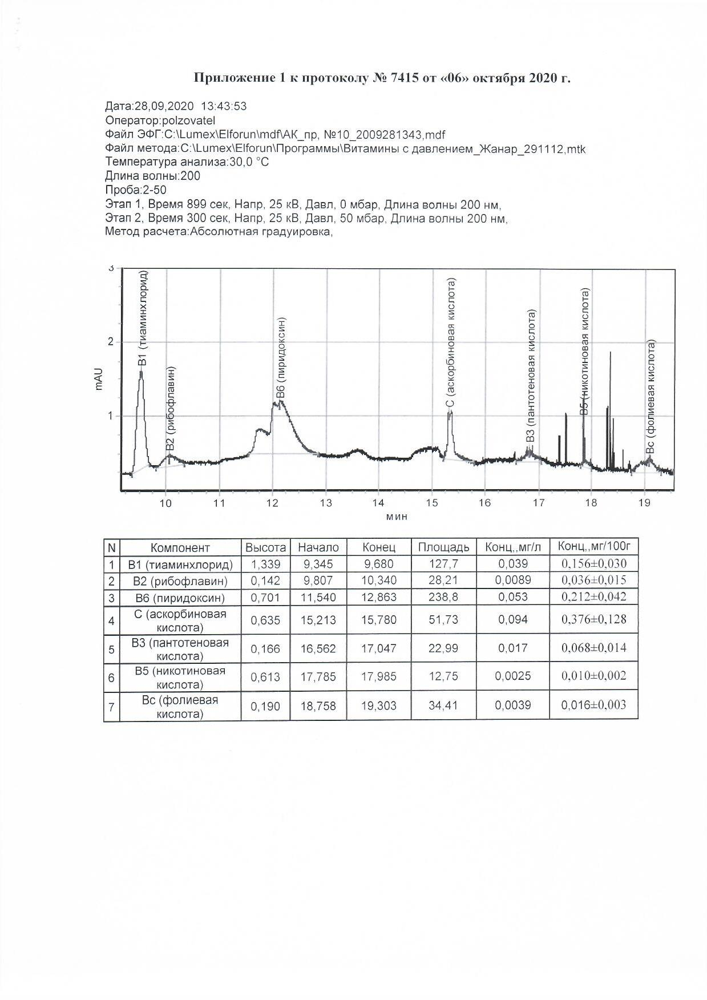 Приложение 1 к протоколу № 7415 от «06» октября 2020 г.
Дата:28,09,2020 13:43:53
Оператор:polzovatel
Файл ЭФГ:C:\Lumex\Elforun\mdf\АК_пр, №10_2009281343,mdf
Файл метода:C:\Lumex\Elforun\Программы\Витамины с давлением_Жанар_291112,mtk
Температура анализа:30,0 °C
Длина волны:200
Проба:2-50
Этап 1, Время 899 сек, Напр, 25 кВ, Давл, 0 мбар, Длина волны 200 нм,
Этап 2, Время 300 сек, Напр, 25 кВ, Давл, 50 мбар, Длина волны 200 нм,
Метод расчета:Абсолютная градуировка,
3
2
1
mAU
B1 (тиаминхлорид)
B2 (рибофлавин)
B6 (пиридоксин)
C (аскорбиновая кислота)
B3 (пантотеновая кислота)
B5 (никотиновая кислота)
Bc (фолиевая кислота)
10 11 12 13 14 15 16 17 18 19
мин
N Компонент Высота Начало Конец Площадь Конц,,мг/л Конц,,мг/100г
1 B1 (тиаминхлорид) 1,339 9,345 9,680 127,7 0,039 0,156±0,030
2 B2 (рибофлавин) 0,142 9,807 10,340 28,21 0,0089 0,036±0,015
3 B6 (пиридоксин) 0,701 11,540 12,863 238,8 0,053 0,212±0,042
4 C (аскорбиновая
кислота) 0,635 15,213 15,780 51,73 0,094 0,376±0,128
5 B3 (пантотеновая
кислота) 0,166 16,562 17,047 22,99 0,017 0,068±0,014
6 B5 (никотиновая
кислота) 0,613 17,785 17,985 12,75 0,0025 0,010±0,002
7 Bc (фолиевая
кислота) 0,190 18,758 19,303 34,41 0,0039 0,016±0,003